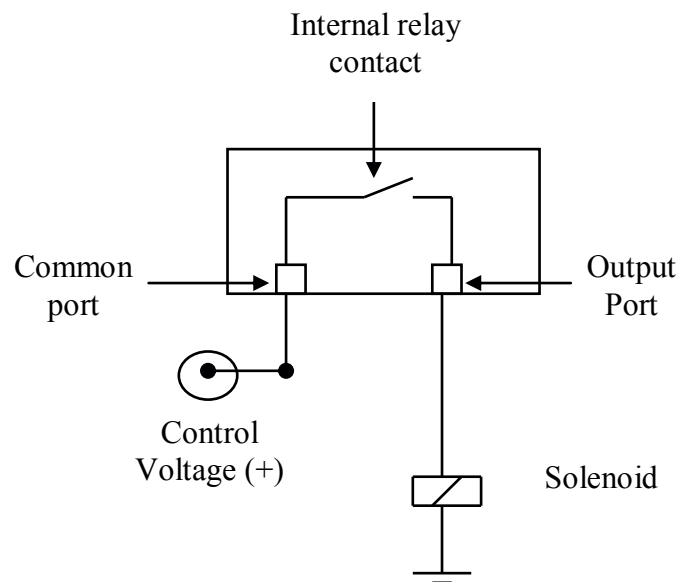 Internal relay
contact
Common
port
Output
Port
Control
Voltage (+)
Solenoid